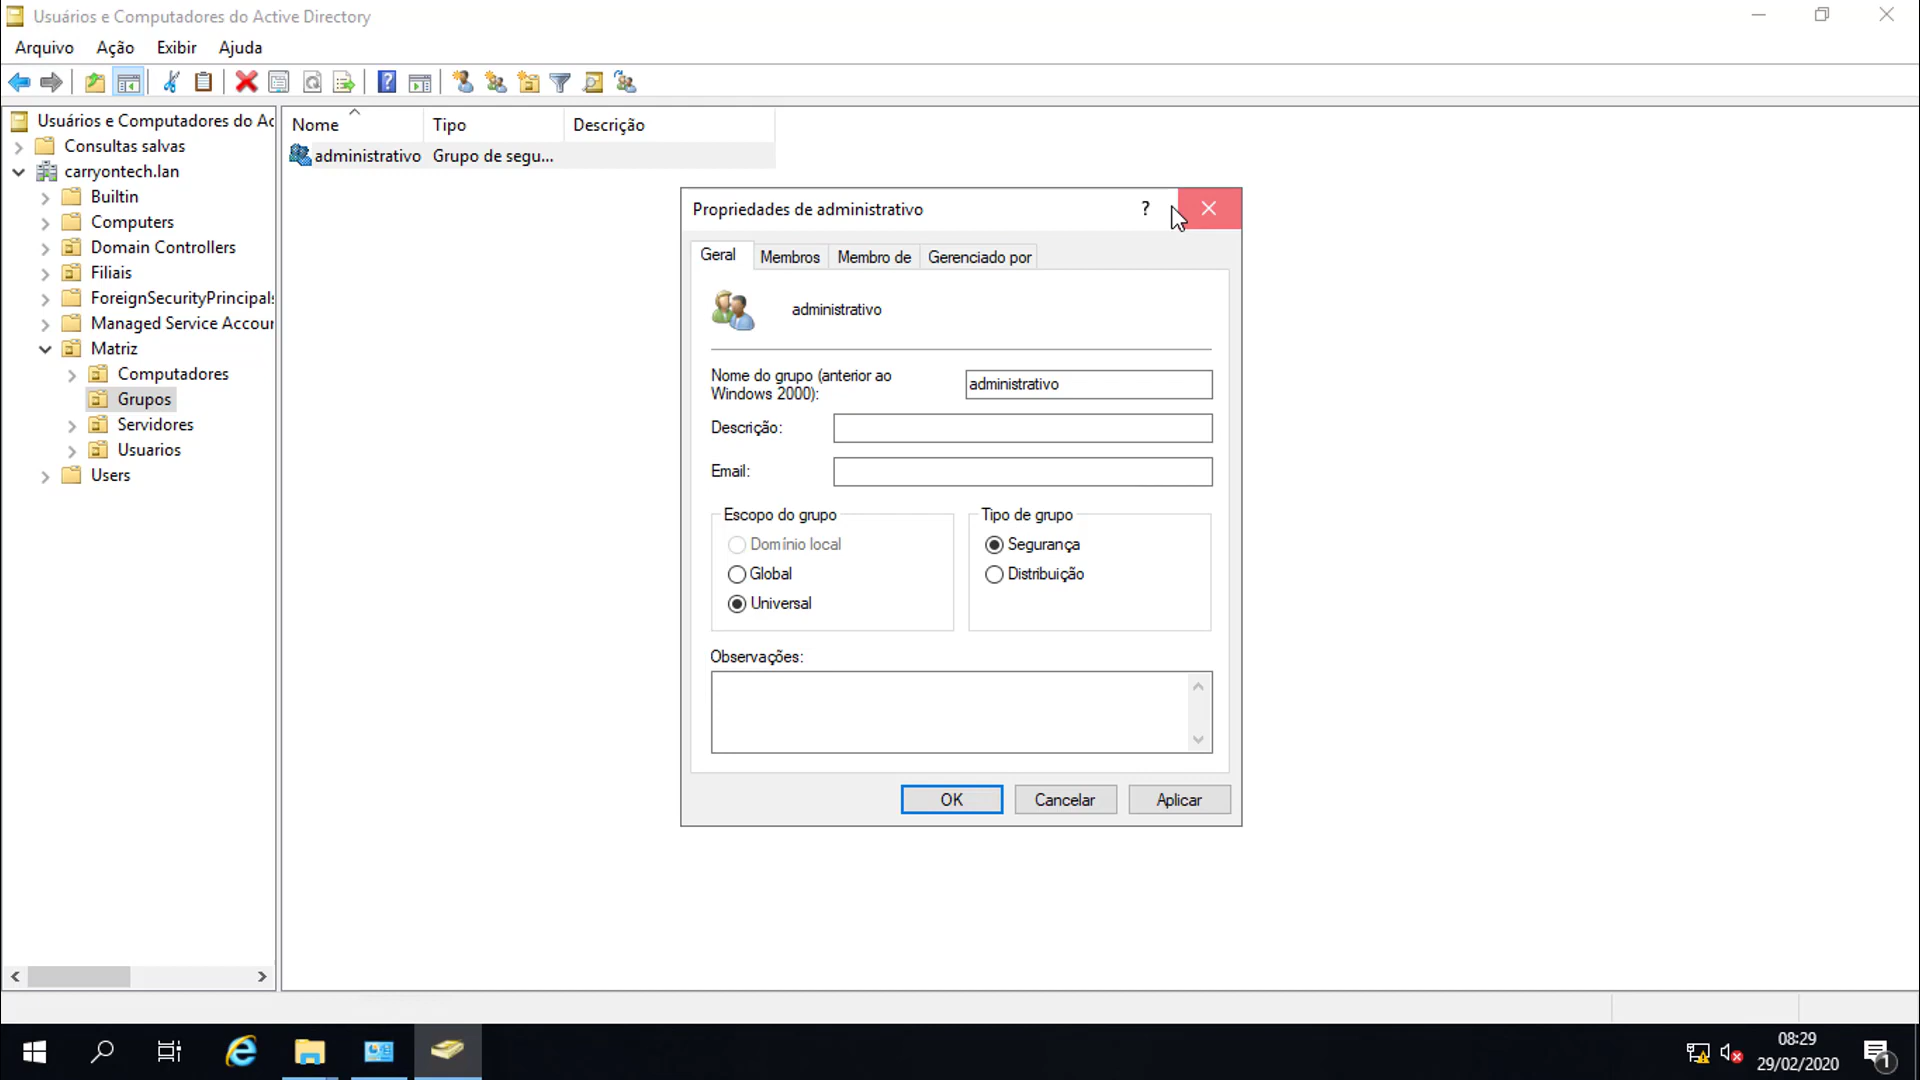 Usuários e Computadores do Active Directory
Arquivo Ação Exibir Ajuda
Usuários e Computadores do Ac
Consultas salvas
carryontech.lan
Builtin
Computers
Domain Controllers
Filiais
ForeignSecurityPrincipals
Managed Service Accour
Matriz
Computadores
Grupos
Servidores
Usuarios
Users
Nome Tipo Descrição
administrativo Grupo de segu...
Propriedades de administrativo ?
Geral Membros Membro de Gerenciado por
administrativo
Nome do grupo (anterior ao
Windows 2000): administrativo
Descrição:
Email:
Escopo do grupo
Domínio local
Global
Universal
Tipo de grupo
Segurança
Distribuição
Observações:
OK Cancelar Aplicar
08:29
29/02/2020
1